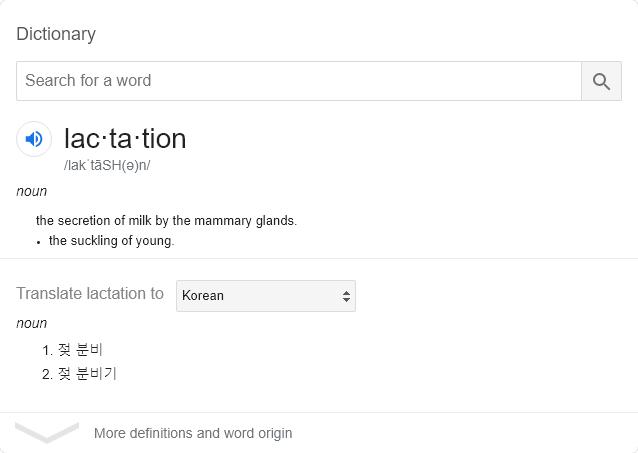 Dictionary
Search for a word
lac·ta·tion
/lakˈtāSH(ə)n/
noun
the secretion of milk by the mammary glands.
• the suckling of young.
Translate lactation to Korean
noun
1. 젖 분비
2. 젖 분비기
More definitions and word origin